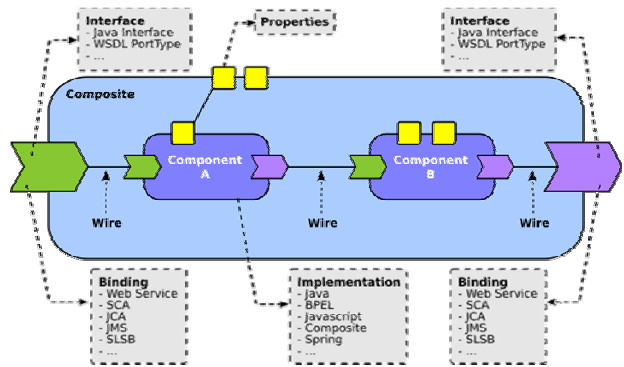 Interface
- Java Interface
- WSDL PortType
- ...
Properties
Interface
- Java Interface
- WSDL PortType
- ...
Composite
Component
A
Component
B
Wire
Wire
Wire
Binding
- Web Service
- SCA
- JCA
- JMS
- SLSB
- ...
Implementation
- Java
- BPEL
- Javascript
- Composite
- Spring
- ...
Binding
- Web Service
- SCA
- JCA
- JMS
- SLSB
- ...